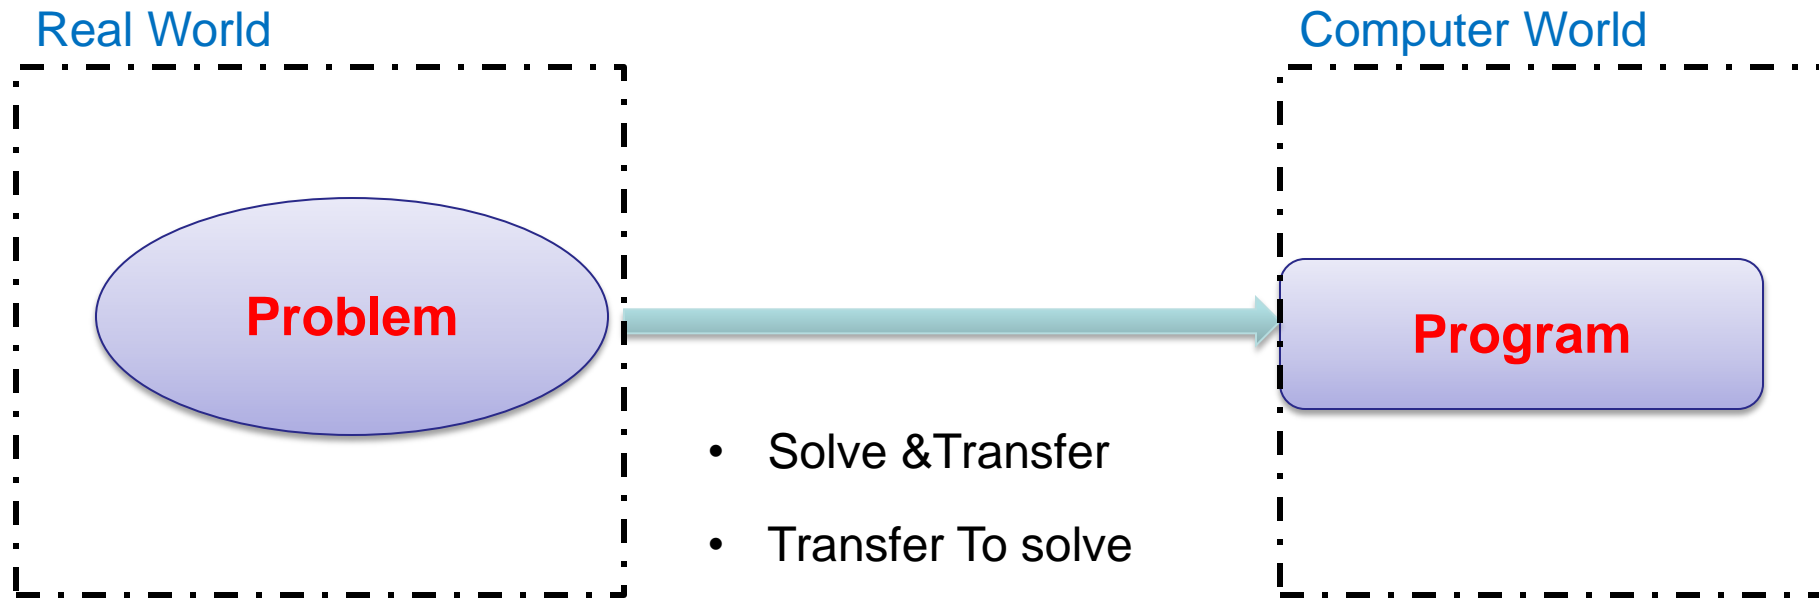 Real World
Computer World
Problem
Program
• Solve &Transfer
• Transfer To solve